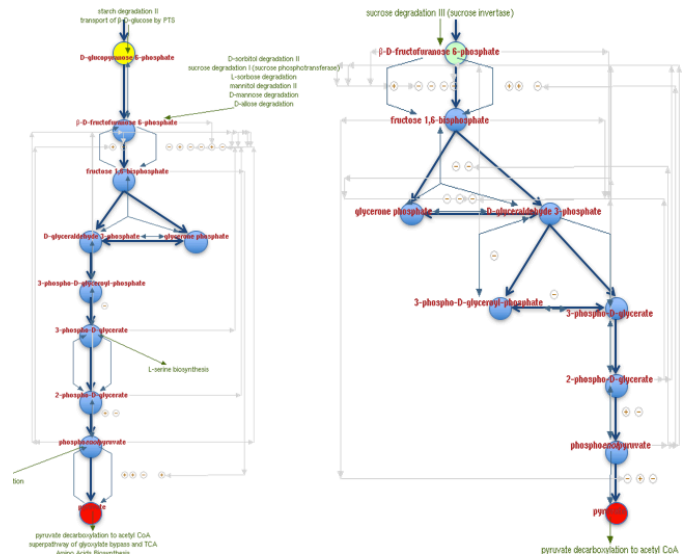 starch degradation II
transport of β-D-glucose by PTS
D-glucopyranose 6-phosphate
D-sorbitol degradation II
sucrose degradation I (sucrose phosphotransferase)
L-sorbose degradation
mannitol degradation II
D-mannose degradation
D-allose degradation
β-D-fructofuranose 6-phosphate
fructose 1,6-bisphosphate
D-glyceraldehyde 3-phosphate
glycerone phosphate
3-phospho-D-glyceroyl-phosphate
3-phospho-D-glycerate
L-serine biosynthesis
2-phospho-D-glycerate
phosphoenolpyruvate
tion
pyruvate
pyruvate decarboxylation to acetyl CoA
superpathway of glyoxylate bypass and TCA
Amino Acids Biosynthesis
sucrose degradation III (sucrose invertase)
β-D-fructofuranose 6-phosphate
fructose 1,6-bisphosphate
glycerone phosphate
D-glyceraldehyde 3-phosphate
3-phospho-D-glyceroyl-phosphate
3-phospho-D-glycerate
2-phospho-D-glycerate
phosphoenolpyruvate
pyruvate
pyruvate decarboxylation to acetyl CoA